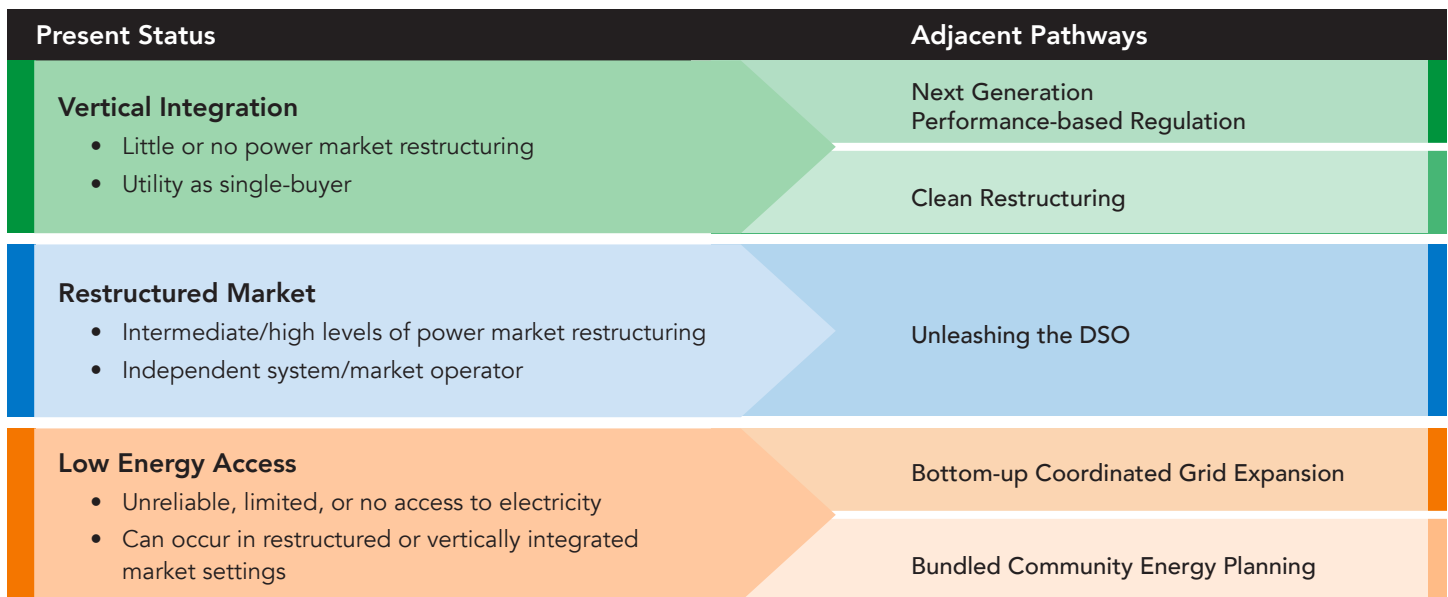 Present Status
Adjacent Pathways
Vertical Integration
• Little or no power market restructuring
• Utility as single-buyer
Next Generation
Performance-based Regulation
Clean Restructuring
Restructured Market
• Intermediate/high levels of power market restructuring
• Independent system/market operator
Unleashing the DSO
Low Energy Access
• Unreliable, limited, or no access to electricity
• Can occur in restructured or vertically integrated
market settings
Bottom-up Coordinated Grid Expansion
Bundled Community Energy Planning